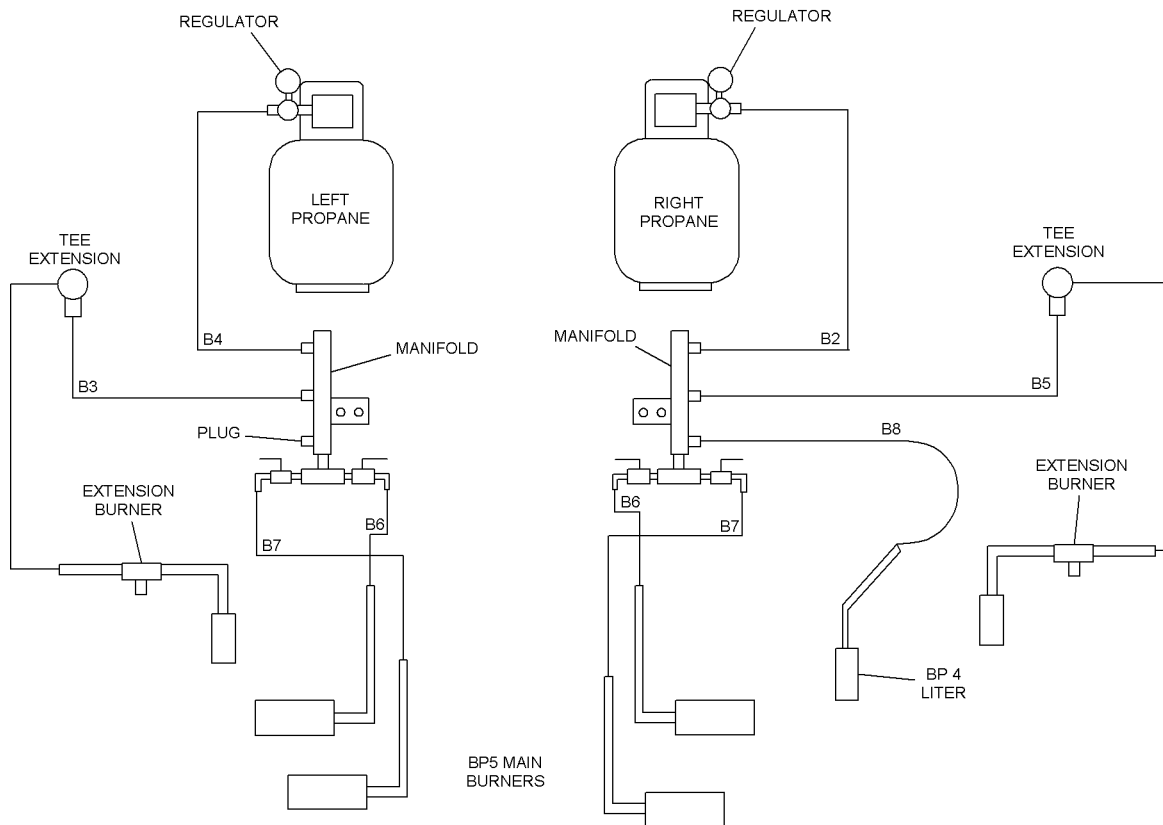 REGULATOR
REGULATOR
LEFT
PROPANE
RIGHT
PROPANE
TEE
EXTENSION
TEE
EXTENSION
B4
MANIFOLD
MANIFOLD
B2
B3
B5
PLUG
B8
EXTENSION
BURNER
EXTENSION
BURNER
B6
B7
B6
B7
BP 4
LITER
BP5 MAIN
BURNERS